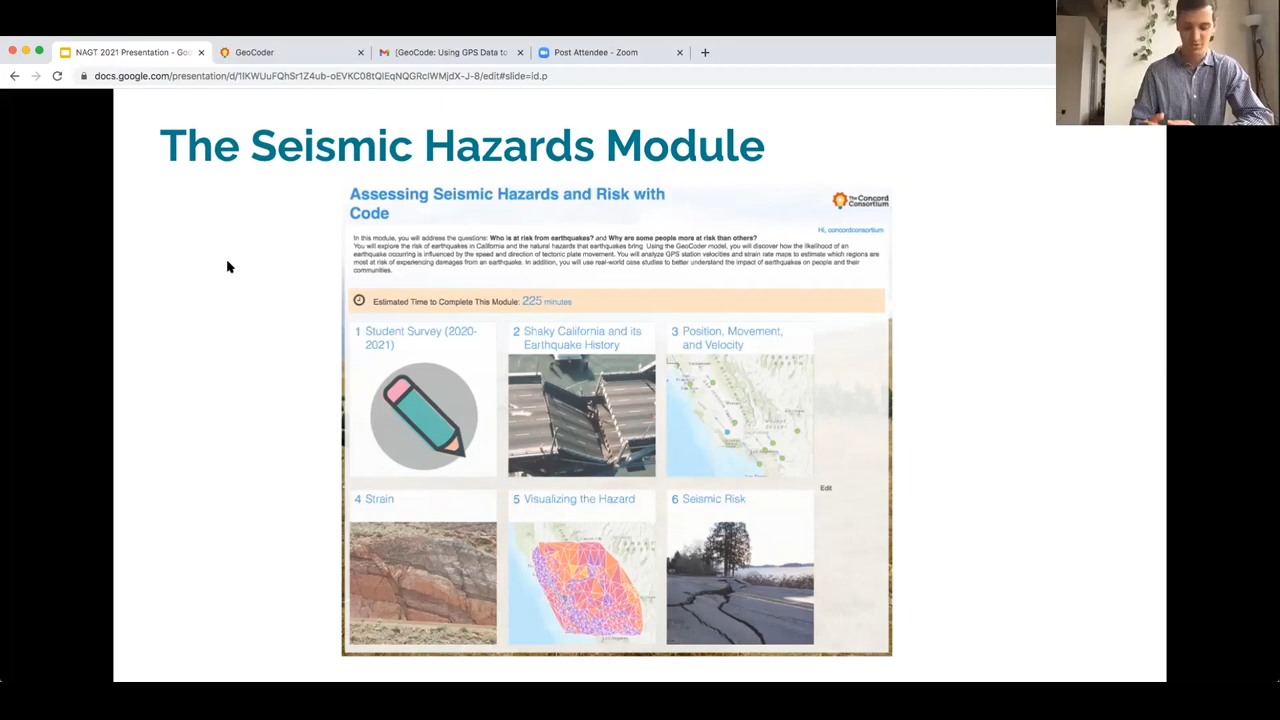 NAGT 2021 Presentation - Goo
GeoCoder
[GeoCode: Using GPS Data to
Post Attendee - Zoom
docs.google.com/presentation/d/1IKWUuFQhSr1Z4ub-oEVKC08tQlEqNQGRclWMjdX-J-8/edit#slide=id.p
The Seismic Hazards Module
Assessing Seismic Hazards and Risk with
Code
The Concord
Consortium
Hi, concordconsortium
In this module, you will address the questions: Who is at risk from earthquakes? and Why are some people more at risk than others?
You will explore the risk of earthquakes in California and the natural hazards that earthquakes bring. Using the GeoCoder model, you will discover how the likelihood of an
earthquake occurring is influenced by the speed and direction of tectonic plate movement. You will analyze GPS station velocities and strain rate maps to estimate which regions are
most at risk of experiencing damages from an earthquake. In addition, you will use real-world case studies to better understand the impact of earthquakes on people and their
communities.
Estimated Time to Complete This Module: 225 minutes
1 Student Survey (2020-
2021)
2 Shaky California and its
Earthquake History
3 Position, Movement,
and Velocity
Edit
4 Strain
5 Visualizing the Hazard
6 Seismic Risk